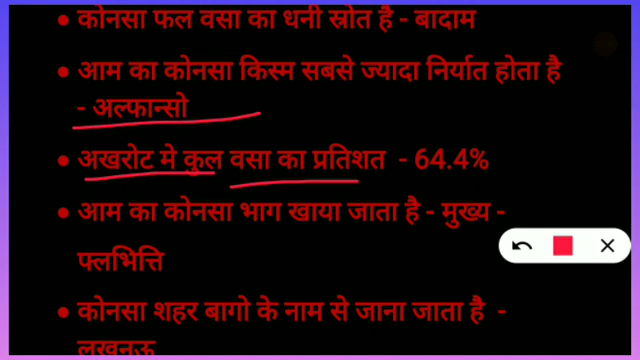 • कोनसा फल वसा का धनी स्रोत है - बादाम
• आम का कोनसा किस्म सबसे ज्यादा निर्यात होता है
- अल्फान्सो
• अखरोट मे कुल वसा का प्रतिशत - 64.4%
• आम का कोनसा भाग खाया जाता है - मुख्य -
फ्लभित्ति
• कोनसा शहर बागो के नाम से जाना जाता है -
लखनऊ